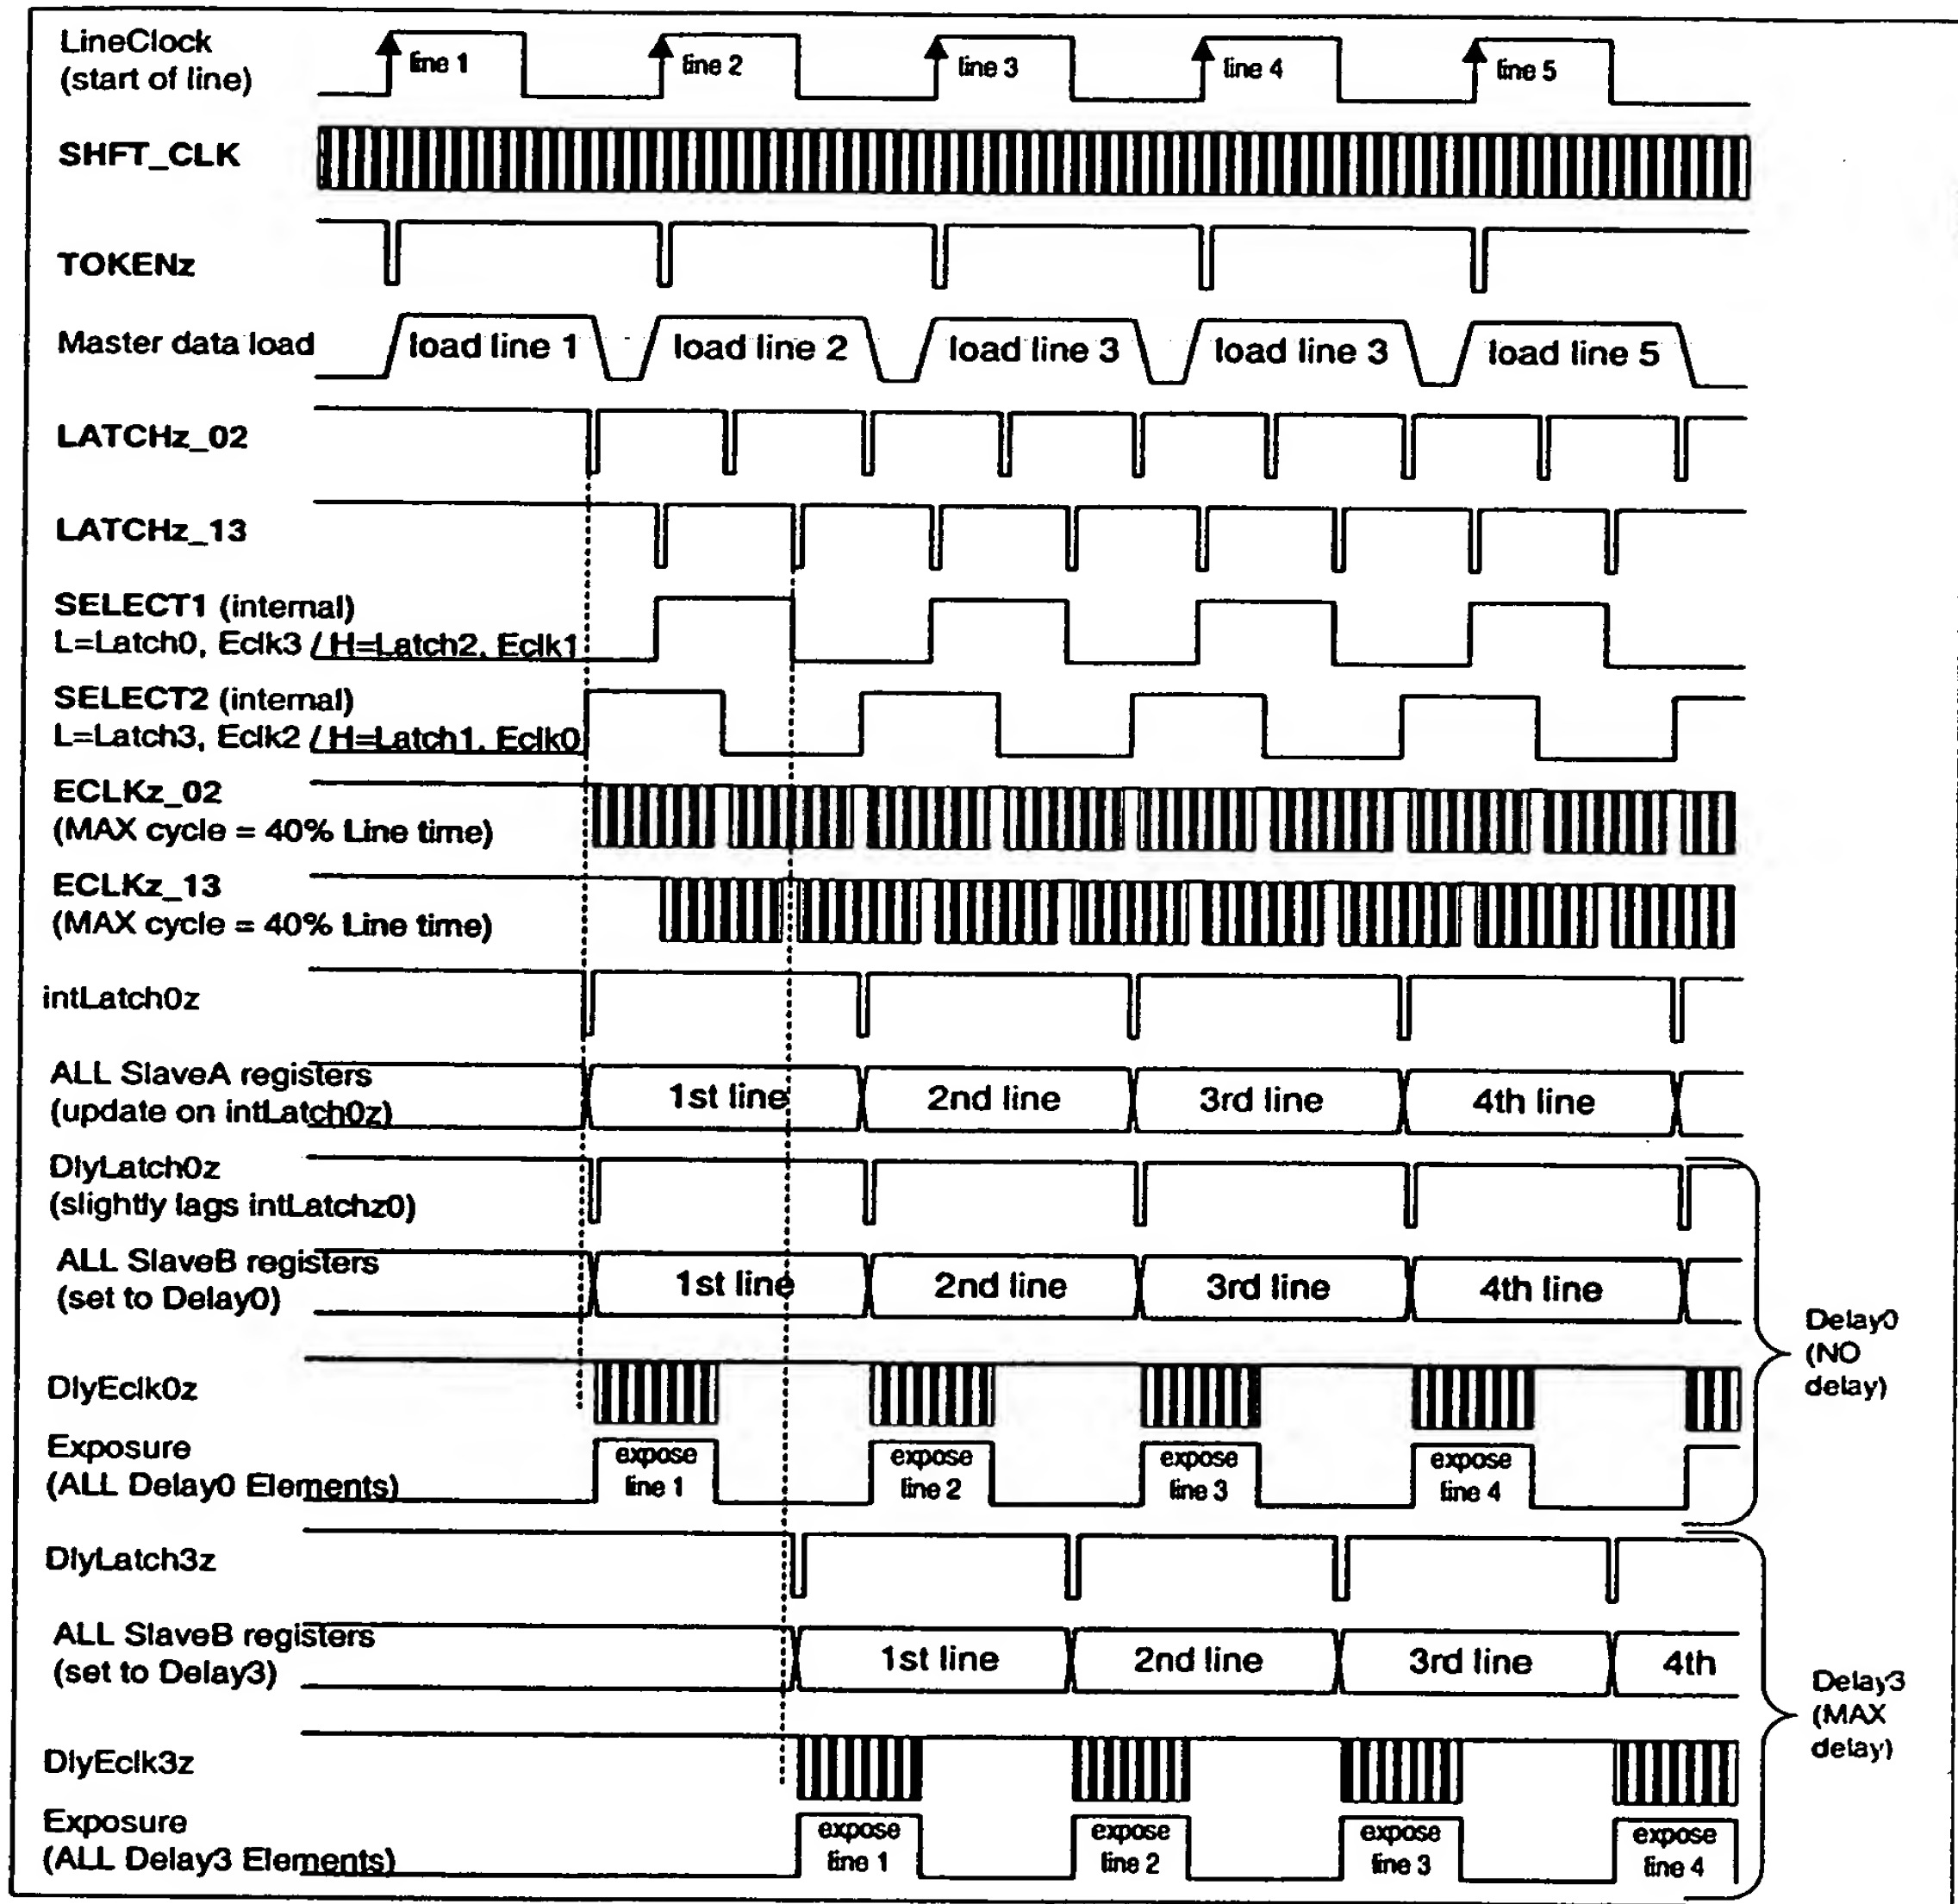 LineClock
(start of line)
line 1
line 2
line 3
line 4
line 5
SHFT_CLK
TOKENz
Master data load
load line 1
load line 2
load line 3
load line 3
load line 5
LATCHz_02
LATCHz_13
SELECT1 (internal)
L=Latch0, Eclk3 / H=Latch2, Eclk1
SELECT2 (internal)
L=Latch3, Eclk2 / H=Latch1, Eclk0
ECLKz_02
(MAX cycle = 40% Line time)
ECLKz_13
(MAX cycle = 40% Line time)
intLatch0z
ALL SlaveA registers
(update on intLatch0z)
1st line
2nd line
3rd line
4th line
DlyLatch0z
(slightly lags intLatchz0)
ALL SlaveB registers
(set to Delay0)
1st line
2nd line
3rd line
4th line
DlyEclk0z
Exposure
(ALL Delay0 Elements)
expose
line 1
expose
line 2
expose
line 3
expose
line 4
Delay0
(NO
delay)
DlyLatch3z
ALL SlaveB registers
(set to Delay3)
1st line
2nd line
3rd line
4th
DlyEclk3z
Exposure
(ALL Delay3 Elements)
expose
line 1
expose
line 2
expose
line 3
expose
line 4
Delay3
(MAX
delay)